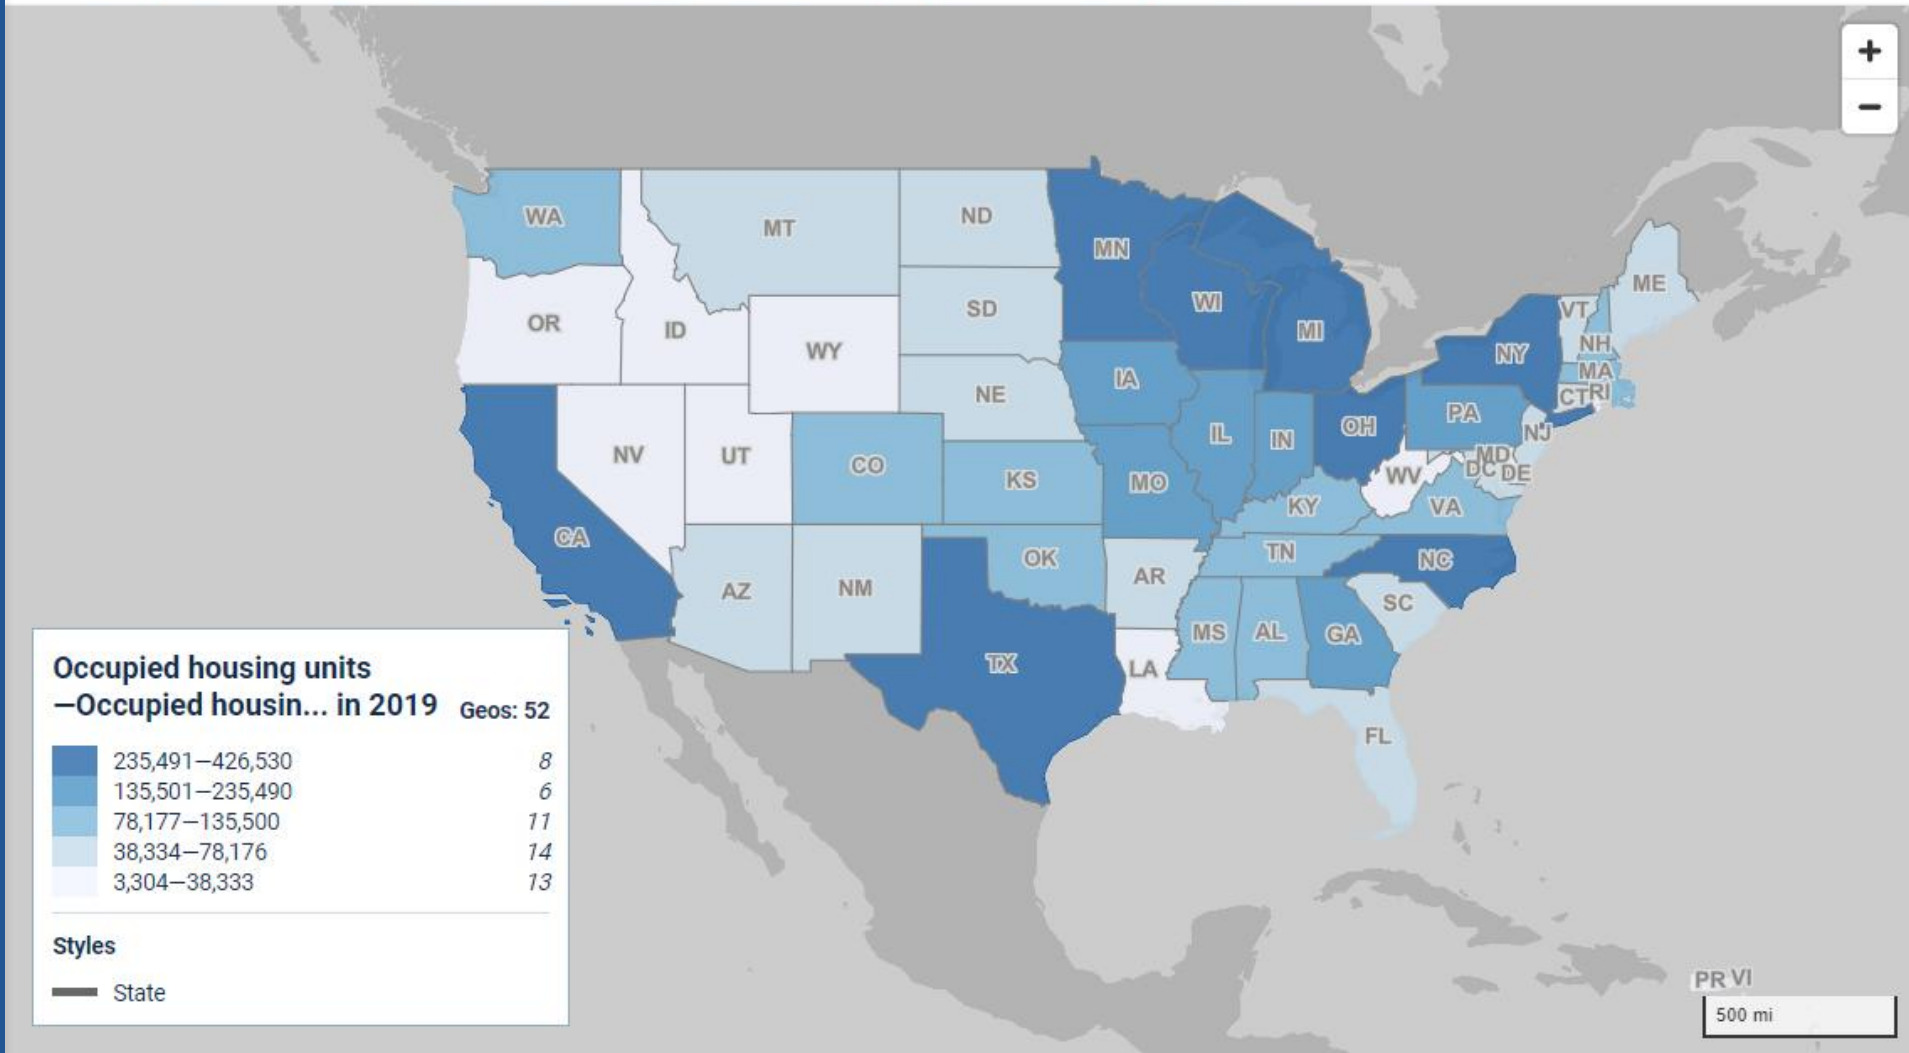 +
−
WA
MT
ND
MN
ME
OR
ID
SD
WI
MI
VT
NH
WY
NY
MA
NE
IA
CT RI
NV
UT
CO
KS
MO
IL
IN
OH
PA
NJ
MD
DC DE
WV
KY
VA
CA
AZ
NM
OK
AR
TN
NC
SC
TX
LA
MS
AL
GA
FL
Occupied housing units
—Occupied housin... in 2019 Geos: 52
235,491—426,530 8
135,501—235,490 6
78,177—135,500 11
38,334—78,176 14
3,304—38,333 13
Styles
State
PR VI
500 mi